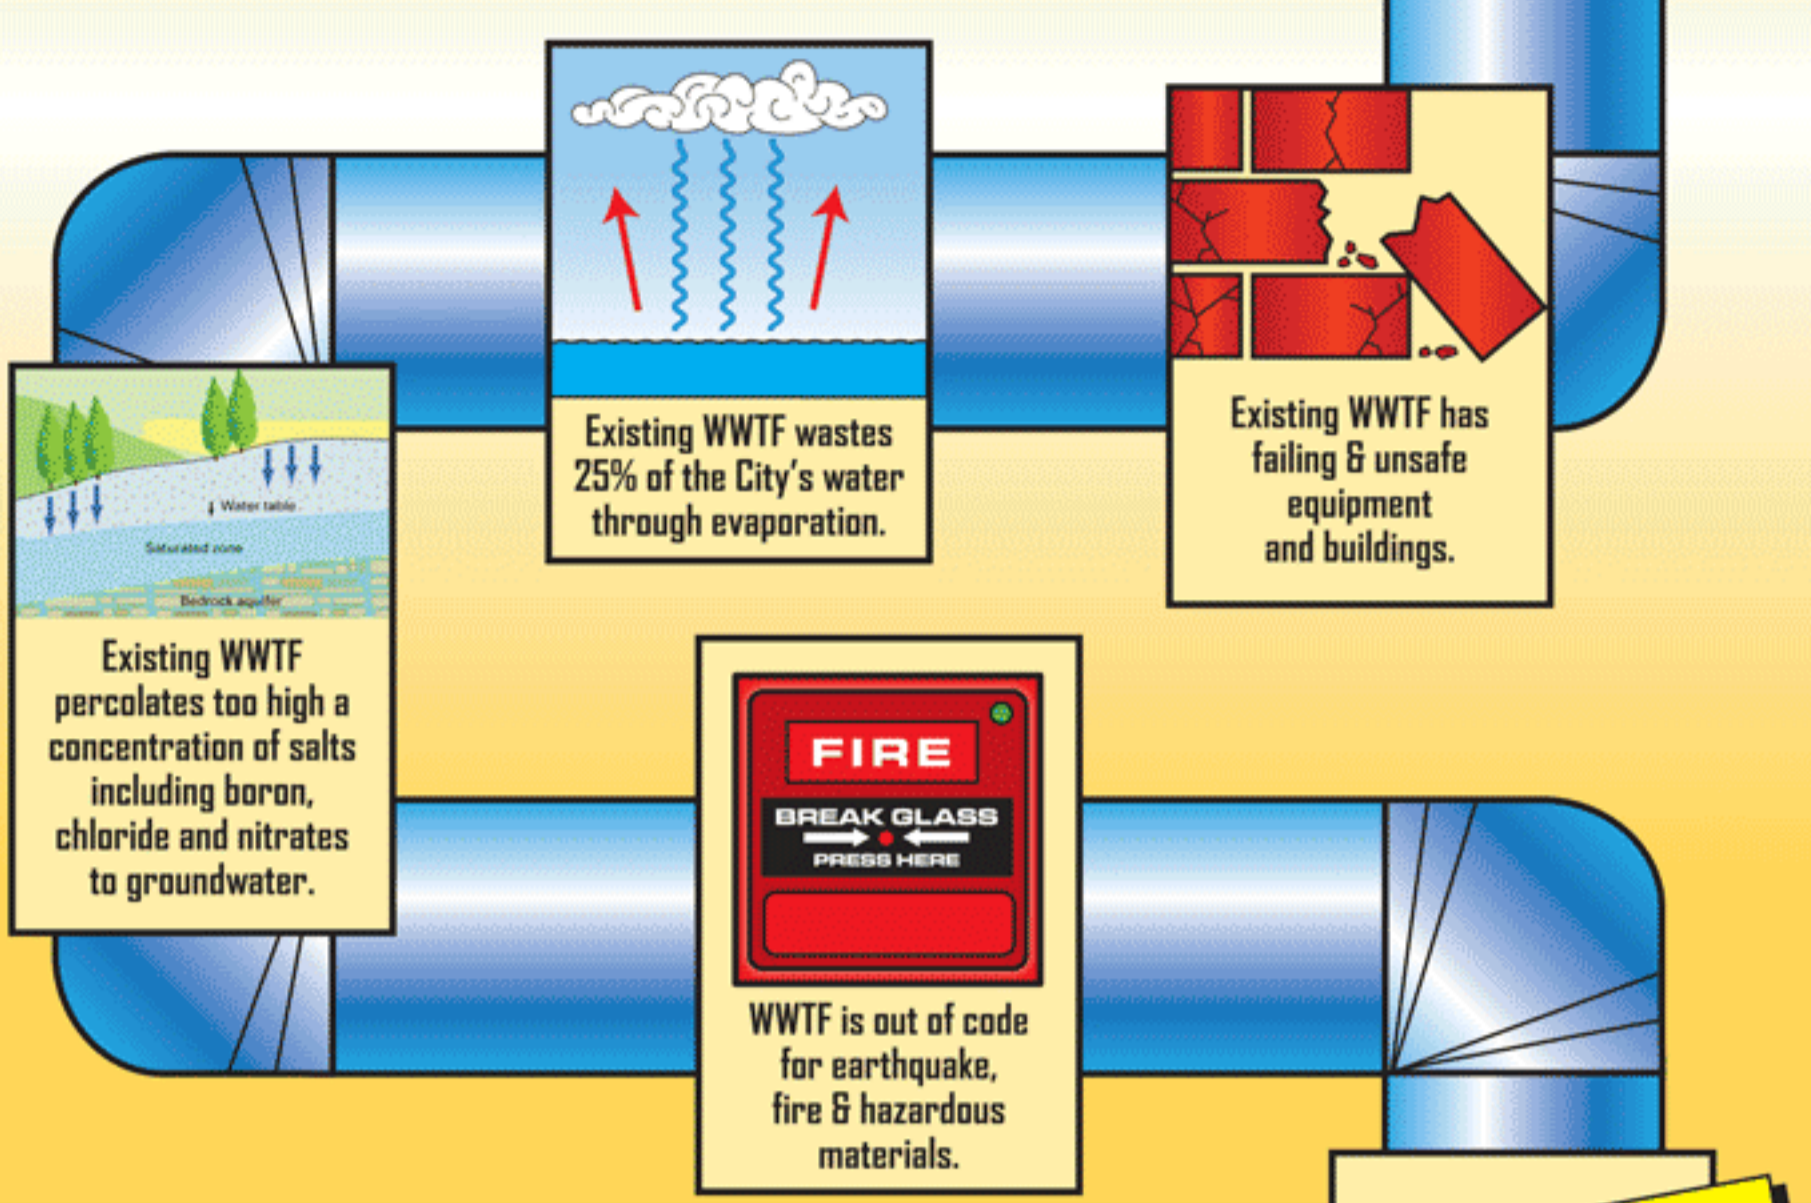 Existing WWTF has
failing & unsafe
equipment
and buildings.
Existing WWTF wastes
25% of the City's water
through evaporation.
Water table
Saturated zone
Bedrock aquifer
Existing WWTF
percolates too high a
concentration of salts
including boron,
chloride and nitrates
to groundwater.
FIRE
BREAK GLASS
PRESS HERE
WWTF is out of code
for earthquake,
fire & hazardous
materials.